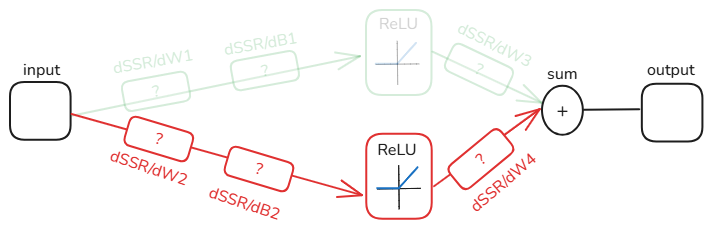 ReLU
dSSR/dW1
dSSR/dB1
dSSR/dW3
?
?
?
input
sum
output
+
?
?
?
dSSR/dW2
dSSR/dB2
ReLU
dSSR/dW4